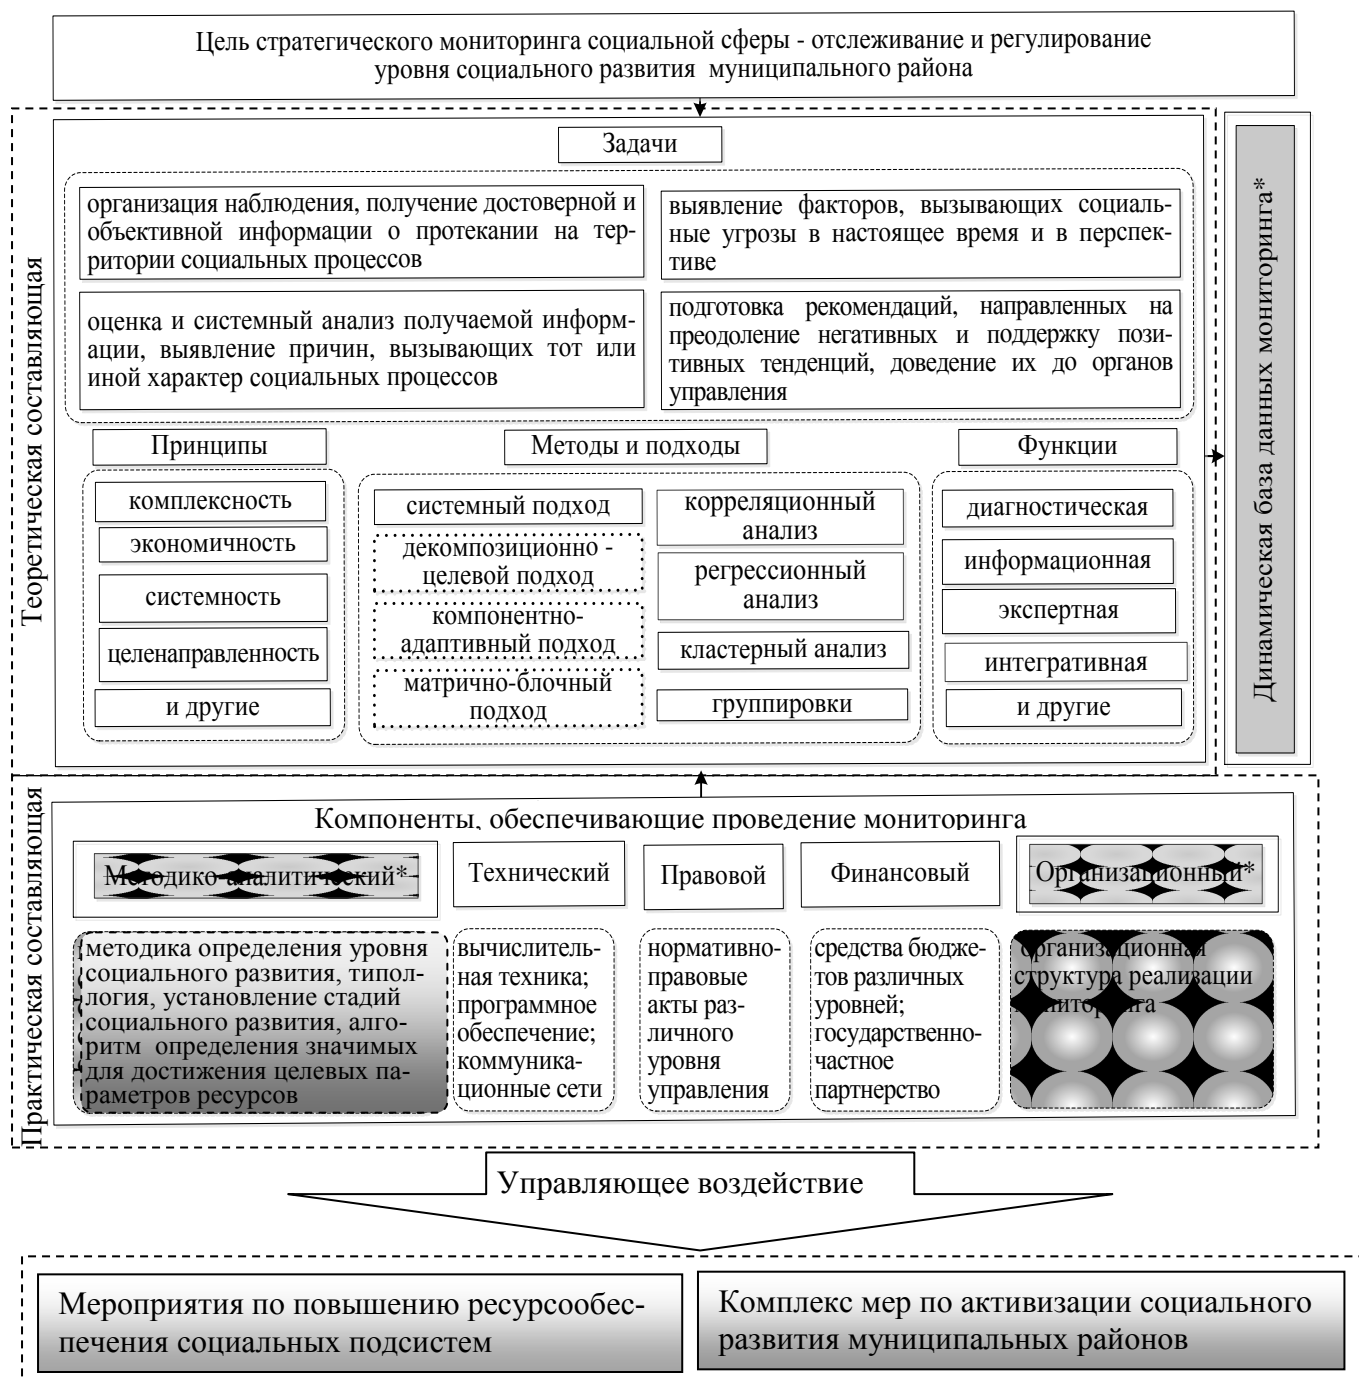 Цель стратегического мониторинга социальной сферы - отслеживание и регулирование
уровня социального развития муниципального района
Теоретическая составляющая
Задачи
организация наблюдения, получение достоверной и
объективной информации о протекании на тер-
ритории социальных процессов
выявление факторов, вызывающих социаль-
ные угрозы в настоящее время и в перспек-
тиве
оценка и системный анализ получаемой информ-
ации, выявление причин, вызывающих тот или
иной характер социальных процессов
подготовка рекомендаций, направленных на
преодоление негативных и поддержку пози-
тивных тенденций, доведение их до органов
управления
Принципы
комплексность
экономичность
системность
целенаправленность
и другие
Методы и подходы
системный подход
декомпозиционно -
целевой подход
компонентно-
адаптивный подход
матрично-блочный
подход
корреляционный
анализ
регрессионный
анализ
кластерный анализ
группировки
Функции
диагностическая
информационная
экспертная
интегративная
и другие
Динамическая база данных мониторинга*
Практическая составляющая
Компоненты, обеспечивающие проведение мониторинга
Методико-аналитический*
методика определения уровня
социального развития, типол-
логия, установление стадий
социального развития, алго-
ритм определения значимых
для достижения целевых па-
раметров ресурсов
Технический
вычислитель-
ная техника;
программное
обеспечение;
коммуника-
ционные сети
Правовой
нормативно-
правовые
акты раз-
личного
уровня
управления
Финансовый
средства бюдже-
тов различных
уровней;
государственно-
частное
партнерство
Организационный*
организационная
структура реализации
мониторинга
Управляющее воздействие
Мероприятия по повышению ресурсообес-
печения социальных подсистем
Комплекс мер по активизации социального
развития муниципальных районов